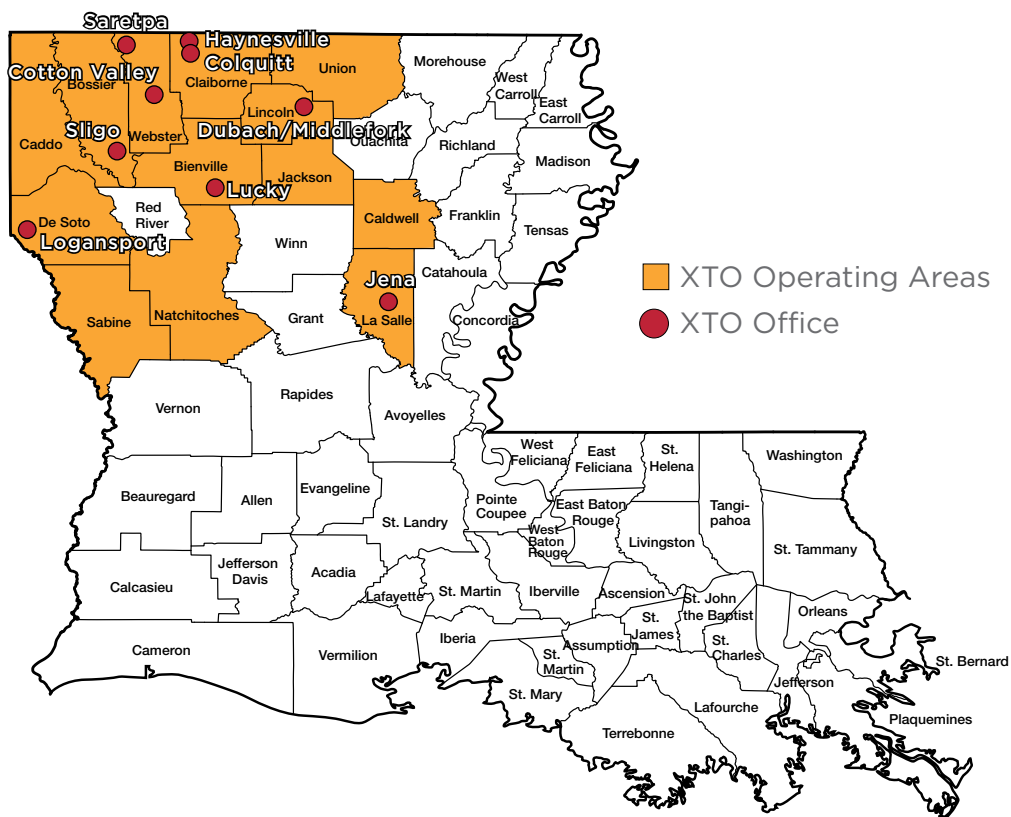 Saretpa
Haynesville
Colquitt
Cotton Valley
Bossier
Claiborne
Union
Morehouse
West
Carroll
East
Carroll
Lincoln
Dubach/Middlefork
Ouachita
Sligo
Webster
Caddo
Richland
Madison
Bienville
Jackson
Lucky
Red
River
De Soto
Logansport
Winn
Caldwell
Franklin
Tensas
Catahoula
Jena
La Salle
Concordia
XTO Operating Areas
XTO Office
Sabine
Natchitoches
Grant
Vernon
Rapides
Avoyelles
West
Feliciana
East
Feliciana
St.
Helena
Washington
Beauregard
Allen
Evangeline
St. Landry
Pointe
Coupee
East Baton
Rouge
West
Baton
Rouge
Tangi-
pahoa
Livingston
St. Tammany
Calcasieu
Jefferson
Davis
Acadia
Lafayette
St. Martin
Iberville
Ascension
St. John
the Baptist
Orleans
Cameron
Vermilion
Iberia
St.
Martin
Assumption
St.
James
St.
Charles
Jefferson
St. Bernard
St. Mary
Lafourche
Plaquemines
Terrebonne